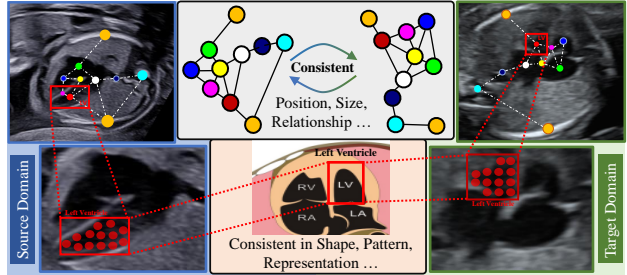 Consistent
Position, Size,
Relationship ...
Source Domain
Left Ventricle
Left Ventricle
RV
LV
RA
LA
Consistent in Shape, Pattern,
Representation ...
Left Ventricle
Target Domain